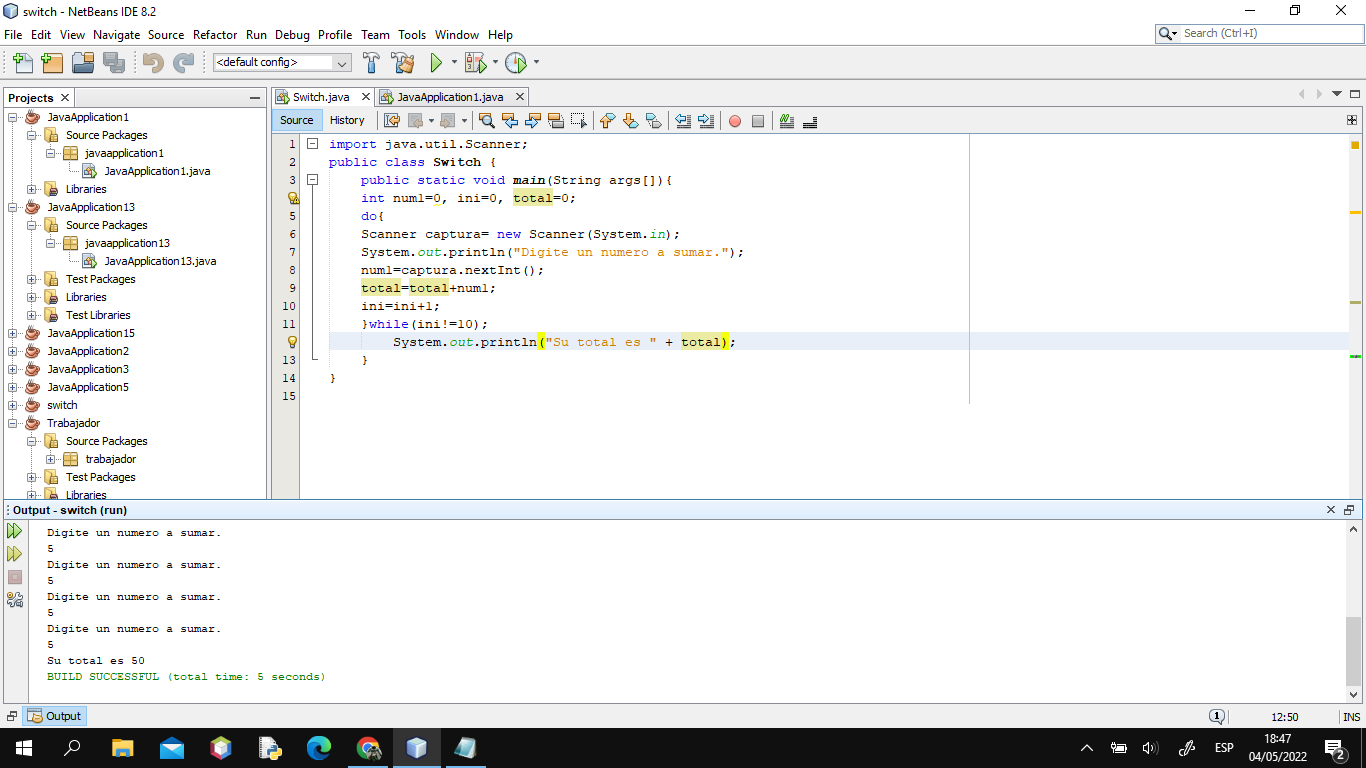 switch - NetBeans IDE 8.2
File Edit View Navigate Source Refactor Run Debug Profile Team Tools Window Help
Search (Ctrl+I)
<default config>
Projects
JavaApplication1
Source Packages
javaapplication1
JavaApplication1.java
Libraries
JavaApplication13
Source Packages
javaapplication13
JavaApplication13.java
Test Packages
Libraries
Test Libraries
JavaApplication15
JavaApplication2
JavaApplication3
JavaApplication5
switch
Trabajador
Source Packages
trabajador
Test Packages
Libraries
Switch.java JavaApplication1.java
Source History
1 import java.util.Scanner;
2 public class Switch {
3 public static void main(String args[]){
int num1=0, ini=0, total=0;
5 do{
6 Scanner captura= new Scanner(System.in);
7 System.out.println("Digite un numero a sumar.");
8 num1=captura.nextInt();
9 total=total+num1;
10 ini=ini+1;
11 }while(ini!=10);
System.out.println("Su total es " + total);
13 }
14 }
15
Output - switch (run)
Digite un numero a sumar.
5
Digite un numero a sumar.
5
Digite un numero a sumar.
5
Digite un numero a sumar.
5
Su total es 50
BUILD SUCCESSFUL (total time: 5 seconds)
Output
1 12:50 INS
ESP
18:47
04/05/2022
2